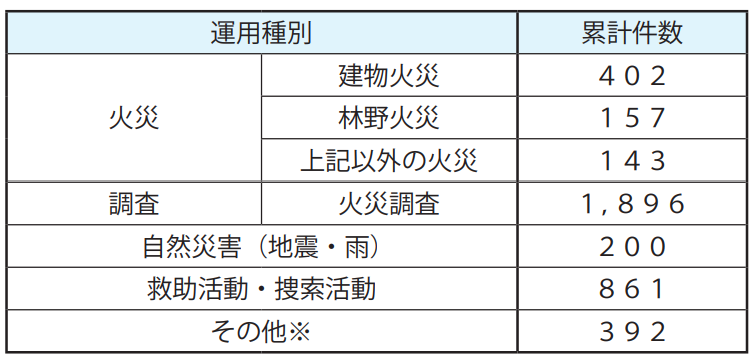 運用種別 累計件数
火災 建物火災 402
林野火災 157
上記以外の火災 143
調査 火災調査 1,896
自然災害（地震・雨） 200
救助活動・捜索活動 861
その他※ 392